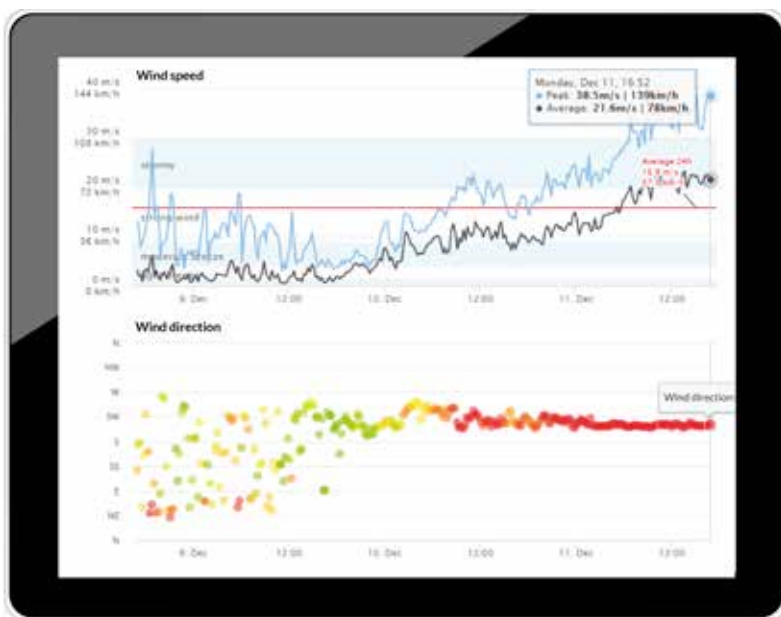 Wind speed
40 m/s
144 km/h
30 m/s
108 km/h
stormy
20 m/s
72 km/h
strong wind
10 m/s
36 km/h
0 m/s
0 km/h
Monday, Dec 11, 16:52
Peak: 38.5m/s | 139km/h
Average: 21.6m/s | 78km/h
Average 24h
9. Dec
12:00
10. Dec
12:00
11. Dec
12:00
Wind direction
N
NW
W
SW
S
SE
E
NE
N
Wind direction
9. Dec
12:00
10. Dec
12:00
11. Dec
12:00